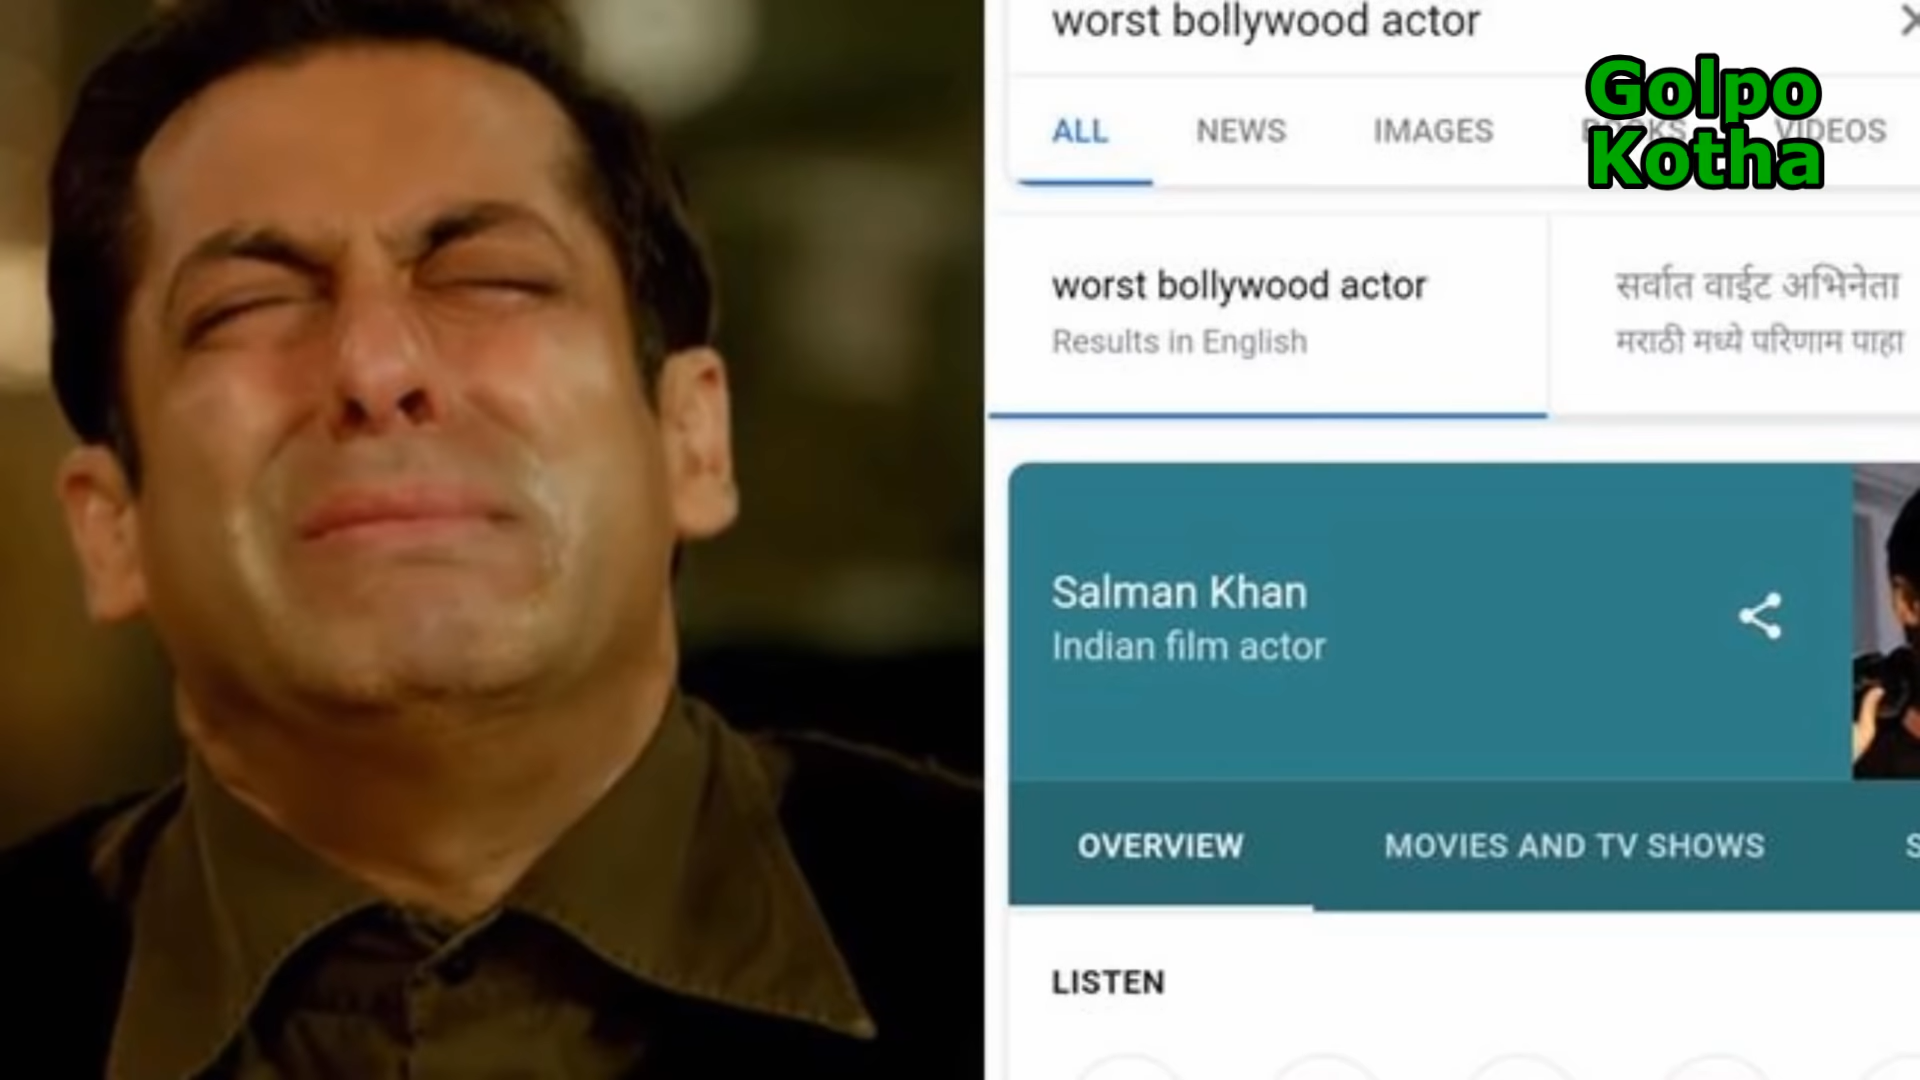 worst bollywood actor
Golpo
Kotha
ALL NEWS IMAGES BOOKS VIDEOS
worst bollywood actor
Results in English
सर्वात वाईट अभिनेता
मराठी मध्ये परिणाम पाहा
Salman Khan
Indian film actor
OVERVIEW MOVIES AND TV SHOWS S
LISTEN